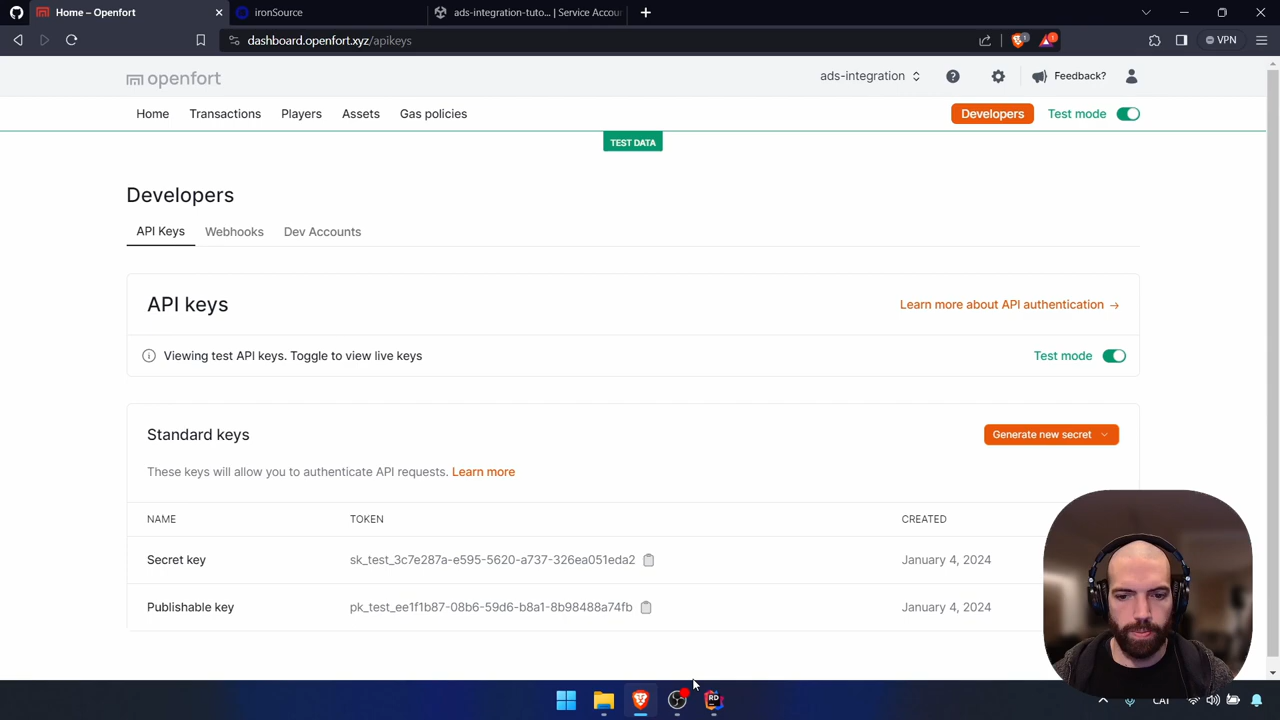 Home – Openfort
ironSource
ads-integration-tuto... | Service Accou
dashboard.openfort.xyz/apikeys
1
1
VPN
openfort
ads-integration
Feedback?
Home
Transactions
Players
Assets
Gas policies
Developers
Test mode
TEST DATA
Developers
API Keys
Webhooks
Dev Accounts
API keys
Learn more about API authentication →
Viewing test API keys. Toggle to view live keys
Test mode
Standard keys
Generate new secret
These keys will allow you to authenticate API requests. Learn more
NAME
TOKEN
CREATED
Secret key
sk_test_3c7e287a-e595-5620-a737-326ea051eda2
January 4, 2024
Publishable key
pk_test_ee1f1b87-08b6-59d6-b8a1-8b98488a74fb
January 4, 2024
RD
CAT